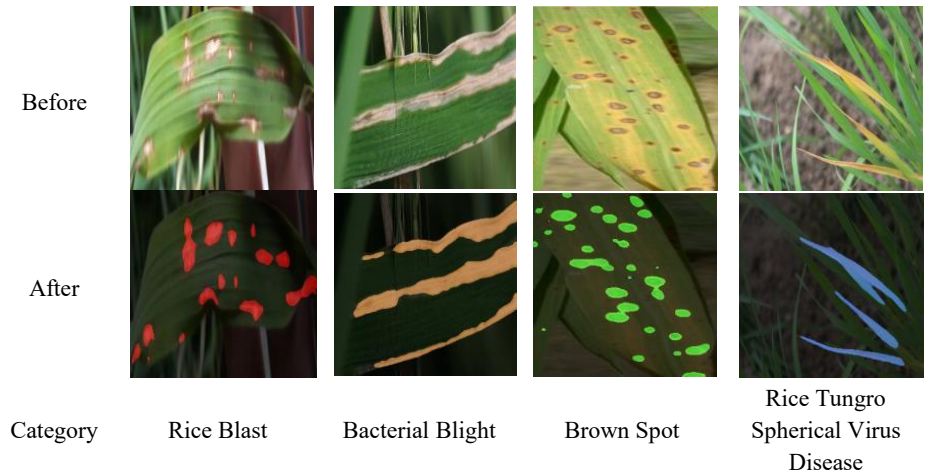 Before
After
Category
Rice Blast
Bacterial Blight
Brown Spot
Rice Tungro
Spherical Virus
Disease